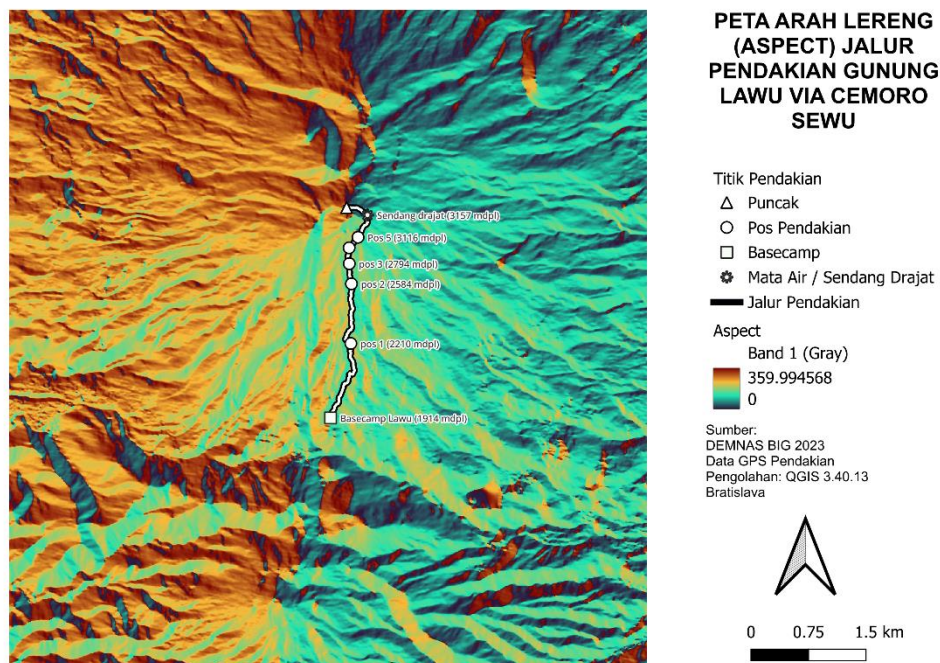 PETA ARAH LERENG
(ASPECT) JALUR
PENDAKIAN GUNUNG
LAWU VIA CEMORO
SEWU
Titik Pendakian
Puncak
Pos Pendakian
Basecamp
Mata Air / Sendang Drajat
Jalur Pendakian
Aspect
Band 1 (Gray)
359.994568
0
Sumber:
DEMNAS BIG 2023
Data GPS Pendakian
Pengolahan: QGIS 3.40.13
Bratislava
0 0.75 1.5 km
Sendang drajat (3157 mdpl)
Pos 5 (3116 mdpl)
pos 3 (2794 mdpl)
pos 2 (2584 mdpl)
pos 1 (2210 mdpl)
Basecamp Lawu (1914 mdpl)